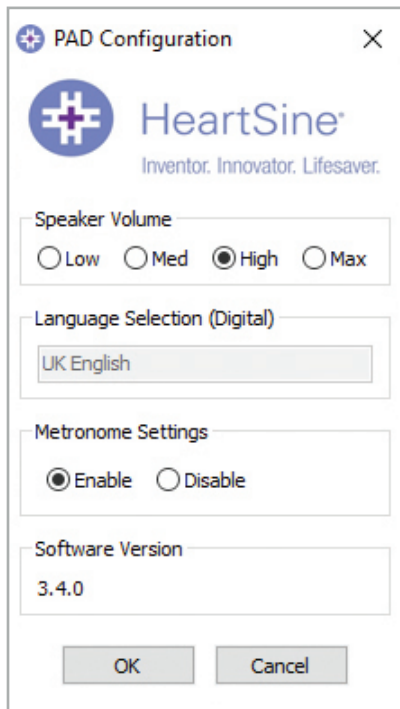 PAD Configuration
HeartSine®
Inventor. Innovator. Lifesaver.
Speaker Volume
Low Med High Max
Language Selection (Digital)
UK English
Metronome Settings
Enable Disable
Software Version
3.4.0
OK Cancel